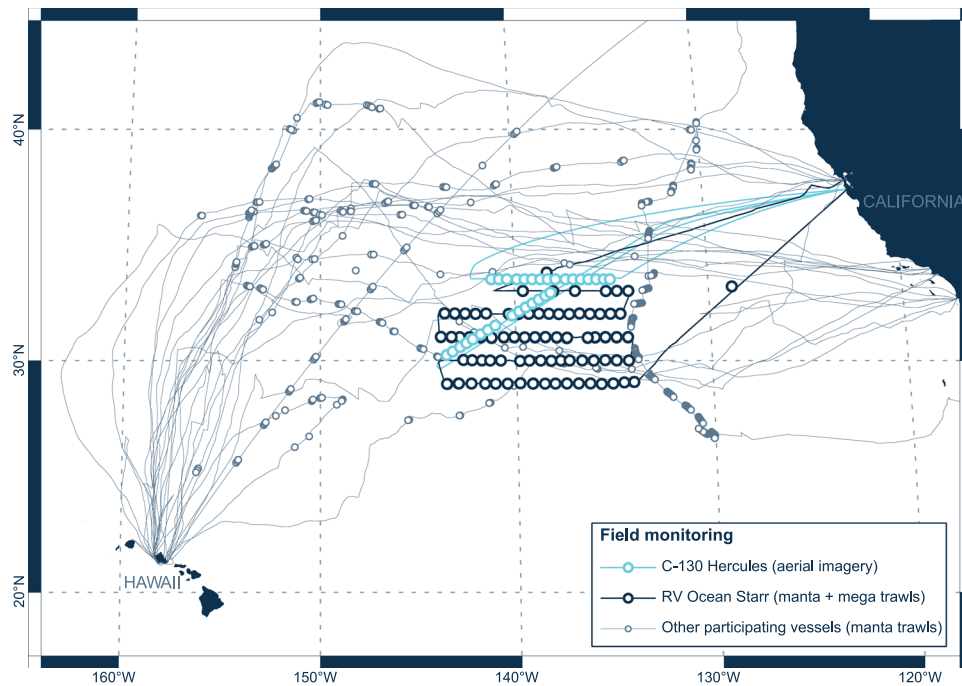 40°N
CALIFORNIA
30°N
HAWAII
20°N
Field monitoring
C-130 Hercules (aerial imagery)
RV Ocean Starr (manta + mega trawls)
Other participating vessels (manta trawls)
160°W
150°W
140°W
130°W
120°W